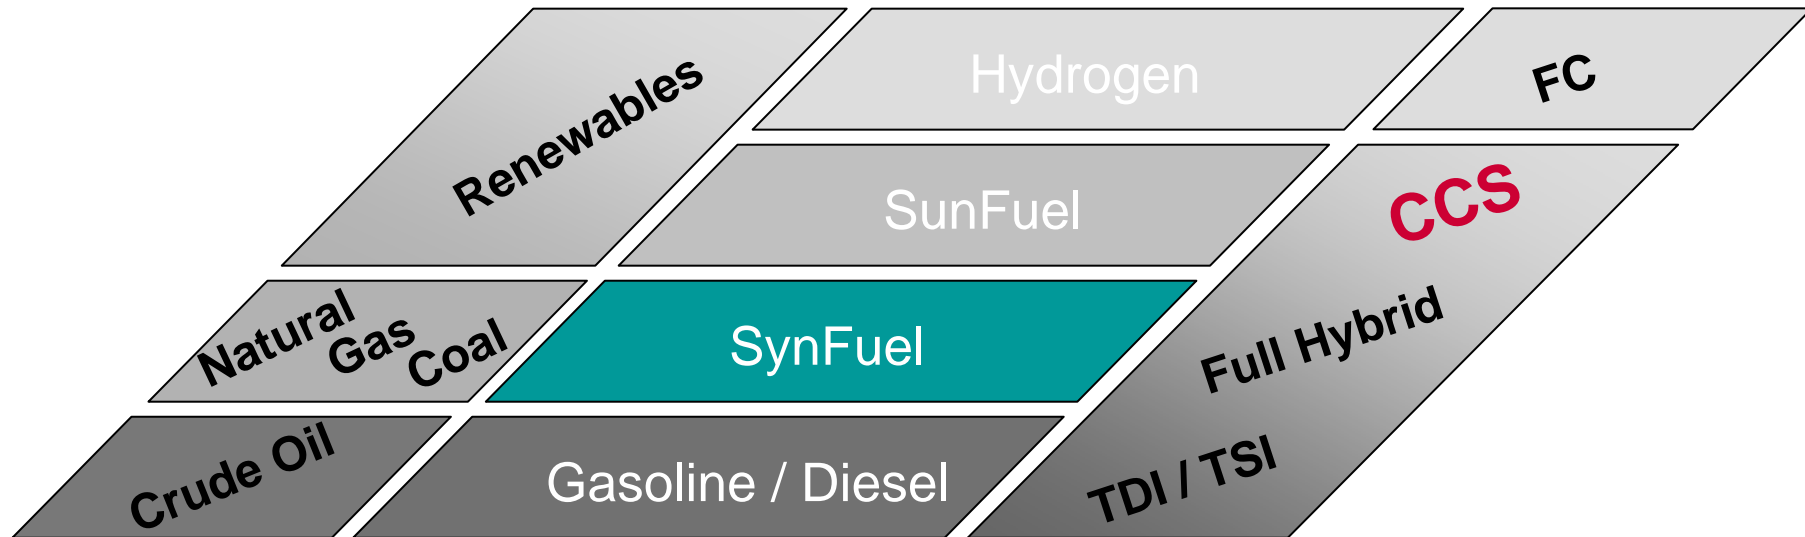 Renewables
Hydrogen
FC
SunFuel
CCS
Natural
Gas
Coal
SynFuel
Full Hybrid
Crude Oil
Gasoline / Diesel
TDI / TSI